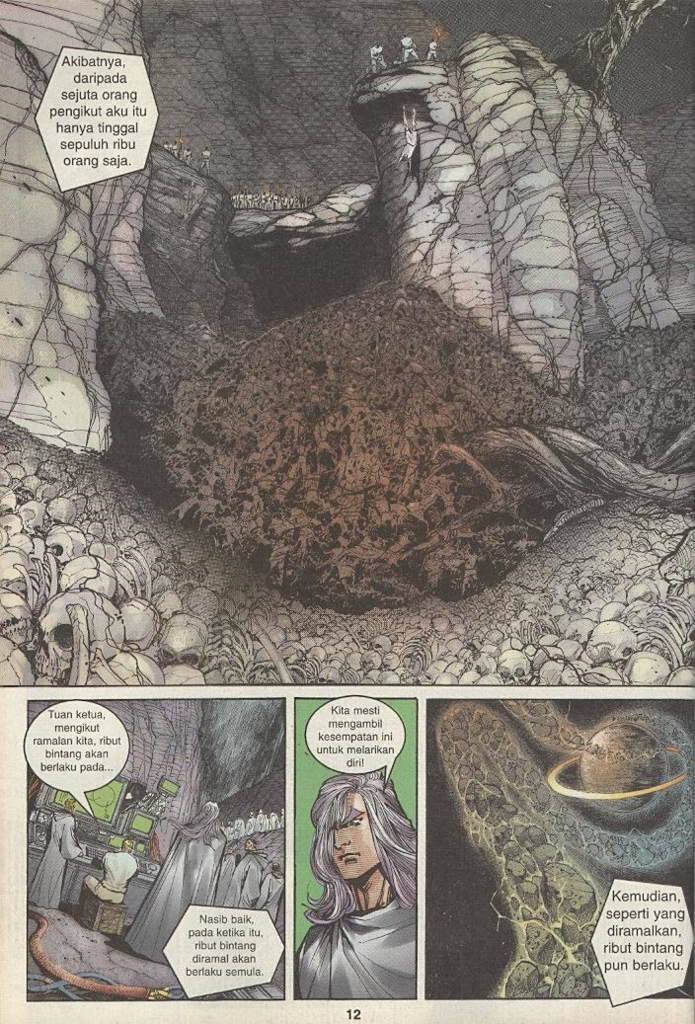 Akibatnya,
daripada
sejuta orang
pengikut aku itu
hanya tinggal
sepuluh ribu
orang saja.
Tuan ketua,
mengikut
ramalan kita, ribut
bintang akan
berlaku pada...
Nasib baik,
pada ketika itu,
ribut bintang
diramal akan
berlaku semula.
Kita mesti
mengambil
kesempatan ini
untuk melarikan
diri!
Kemudian,
seperti yang
diramalkan,
ribut bintang
pun berlaku.
12